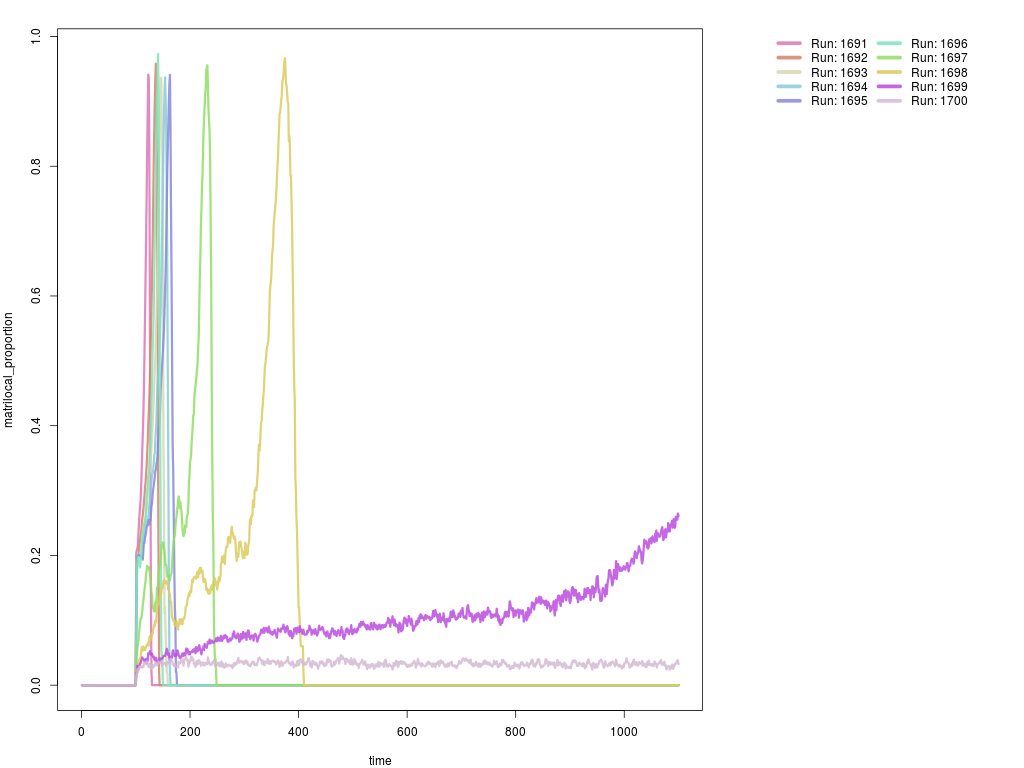 1.0
0.8
0.6
0.4
0.2
0.0
matrilocal_proportion
0 200 400 600 800 1000
time
Run: 1691 Run: 1696
Run: 1692 Run: 1697
Run: 1693 Run: 1698
Run: 1694 Run: 1699
Run: 1695 Run: 1700